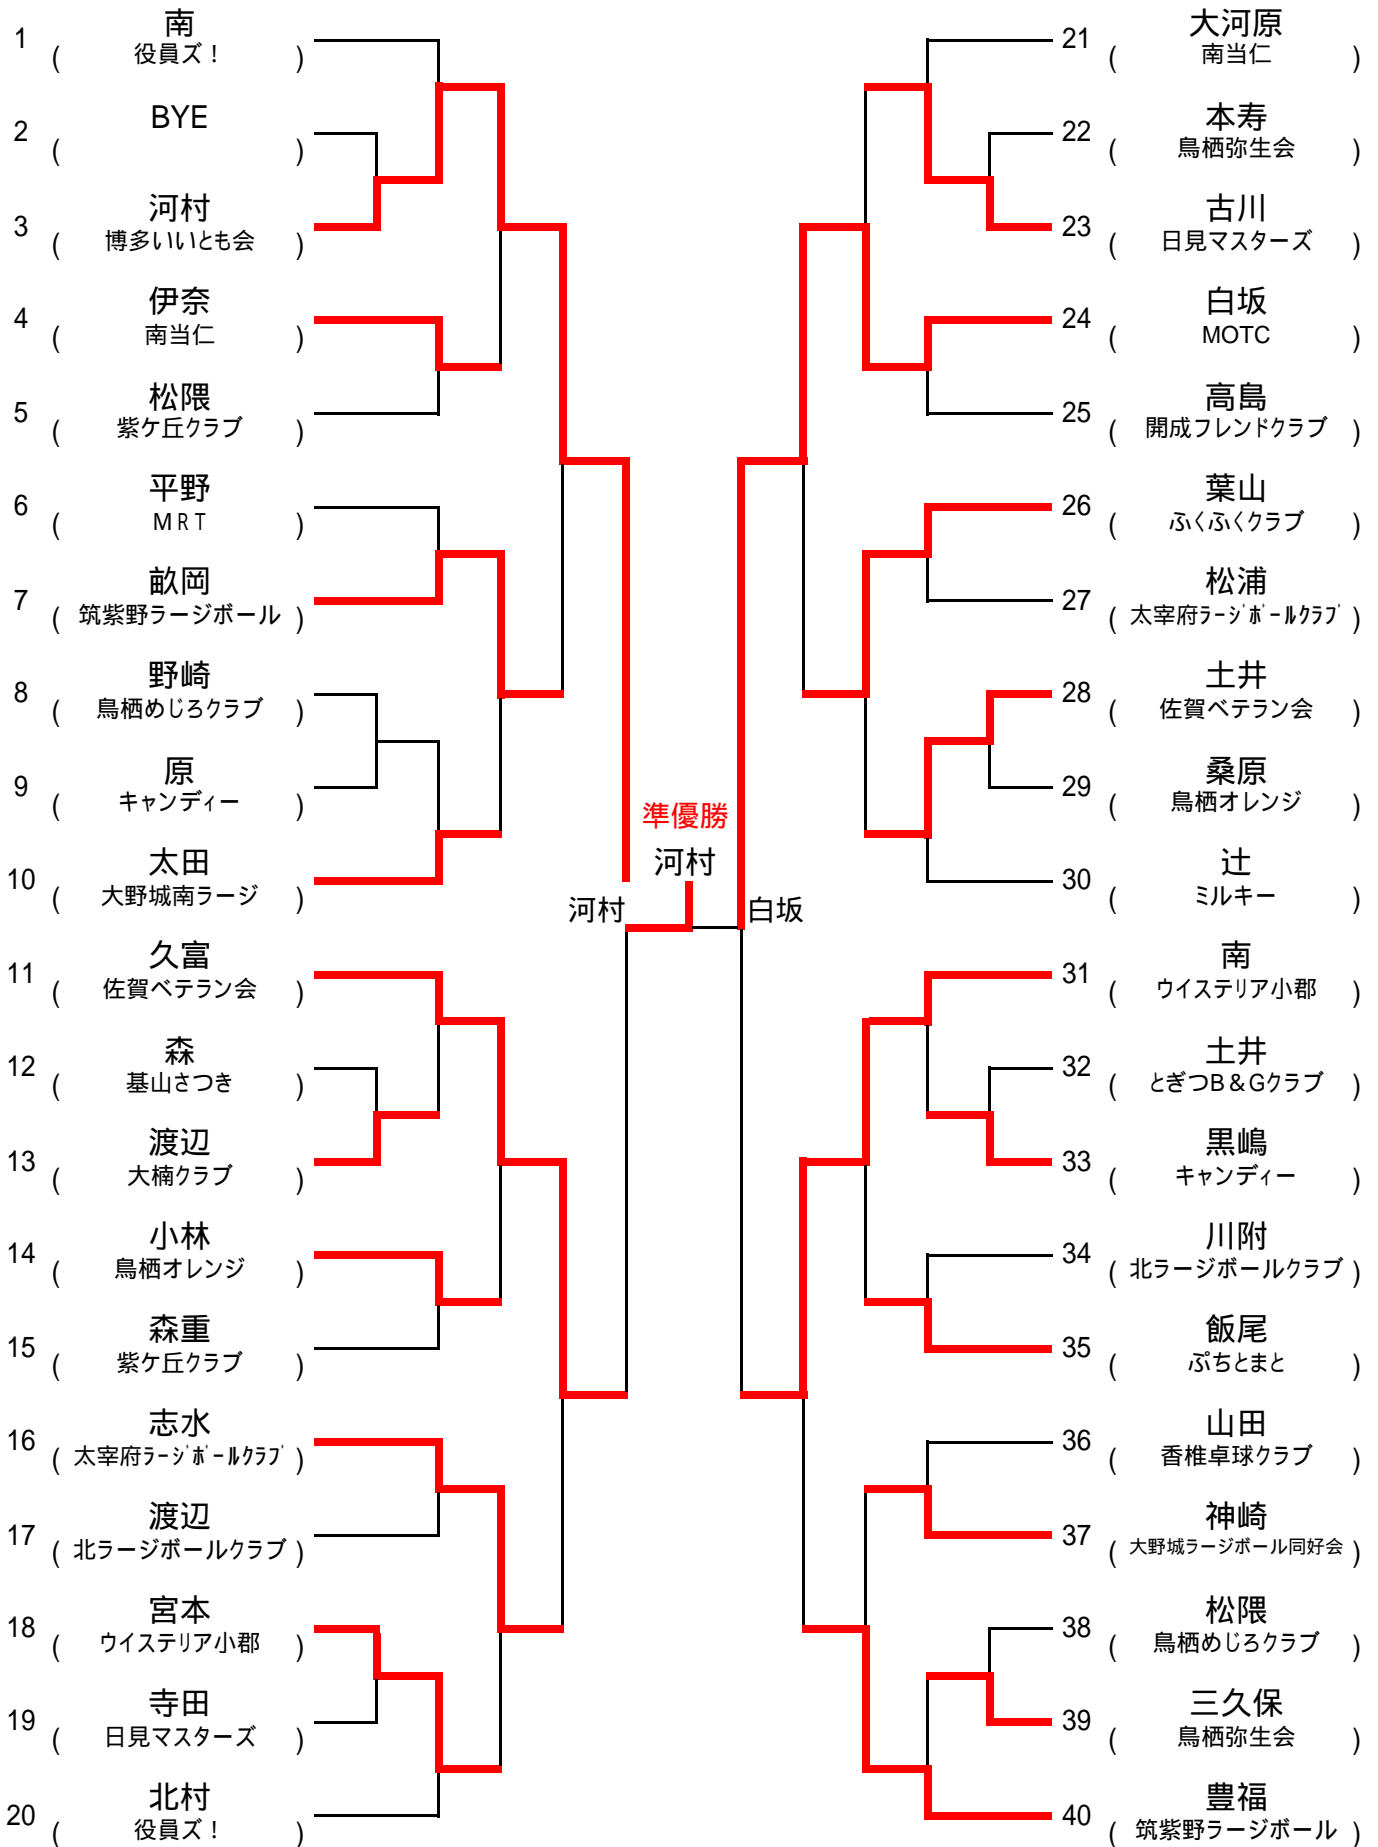 1 南
( 役員ズ！ )
2 BYE
( )
3 河村
( 博多いいとも会 )
4 伊奈
( 南当仁 )
5 松隈
( 紫ケ丘クラブ )
6 平野
( ＭＲＴ )
7 畝岡
( 筑紫野ラージボール )
8 野崎
( 鳥栖めじろクラブ )
9 原
( キャンディー )
10 太田
( 大野城南ラージ )
11 久富
( 佐賀ベテラン会 )
12 森
( 基山さつき )
13 渡辺
( 大楠クラブ )
14 小林
( 鳥栖オレンジ )
15 森重
( 紫ケ丘クラブ )
16 志水
( 太宰府ﾗｰｼﾞﾎﾞｰﾙｸﾗﾌﾞ )
17 渡辺
( 北ラージボールクラブ )
18 宮本
( ウイステリア小郡 )
19 寺田
( 日見マスターズ )
20 北村
( 役員ズ！ )
準優勝
河村
河村
白坂
21 大河原
( 南当仁 )
22 本寿
( 鳥栖弥生会 )
23 古川
( 日見マスターズ )
24 白坂
( MOTC )
25 高島
( 開成フレンドクラブ )
26 葉山
( ふくふくクラブ )
27 松浦
( 太宰府ﾗｰｼﾞﾎﾞｰﾙｸﾗﾌﾞ )
28 土井
( 佐賀ベテラン会 )
29 桑原
( 鳥栖オレンジ )
30 辻
( ミルキー )
31 南
( ウイステリア小郡 )
32 土井
( とぎつB＆Gクラブ )
33 黒嶋
( キャンディー )
34 川附
( 北ラージボールクラブ )
35 飯尾
( ぷちとまと )
36 山田
( 香椎卓球クラブ )
37 神崎
( 大野城ラージボール同好会 )
38 松隈
( 鳥栖めじろクラブ )
39 三久保
( 鳥栖弥生会 )
40 豊福
( 筑紫野ラージボール )